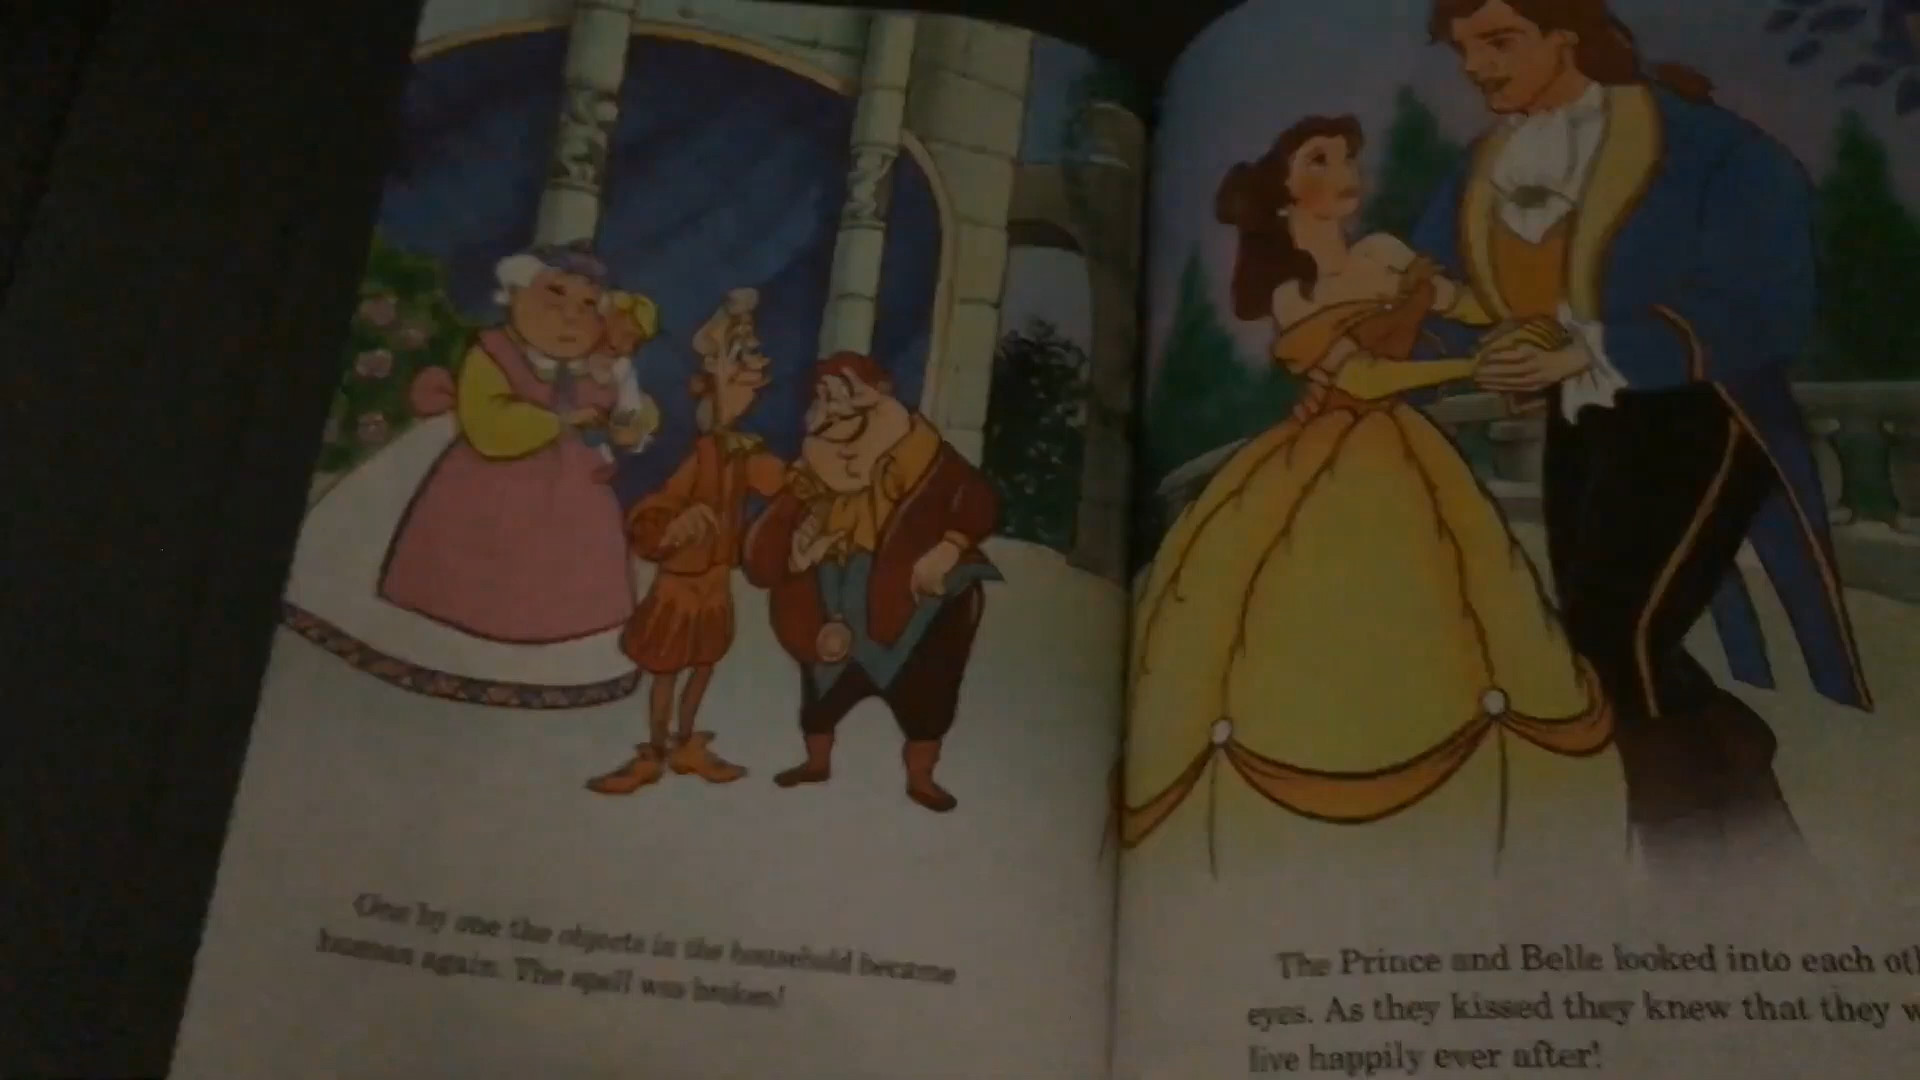 One by one the objects in the household became
human again. The spell was broken!
The Prince and Belle looked into each oth
eyes. As they kissed they knew that they w
live happily ever after!